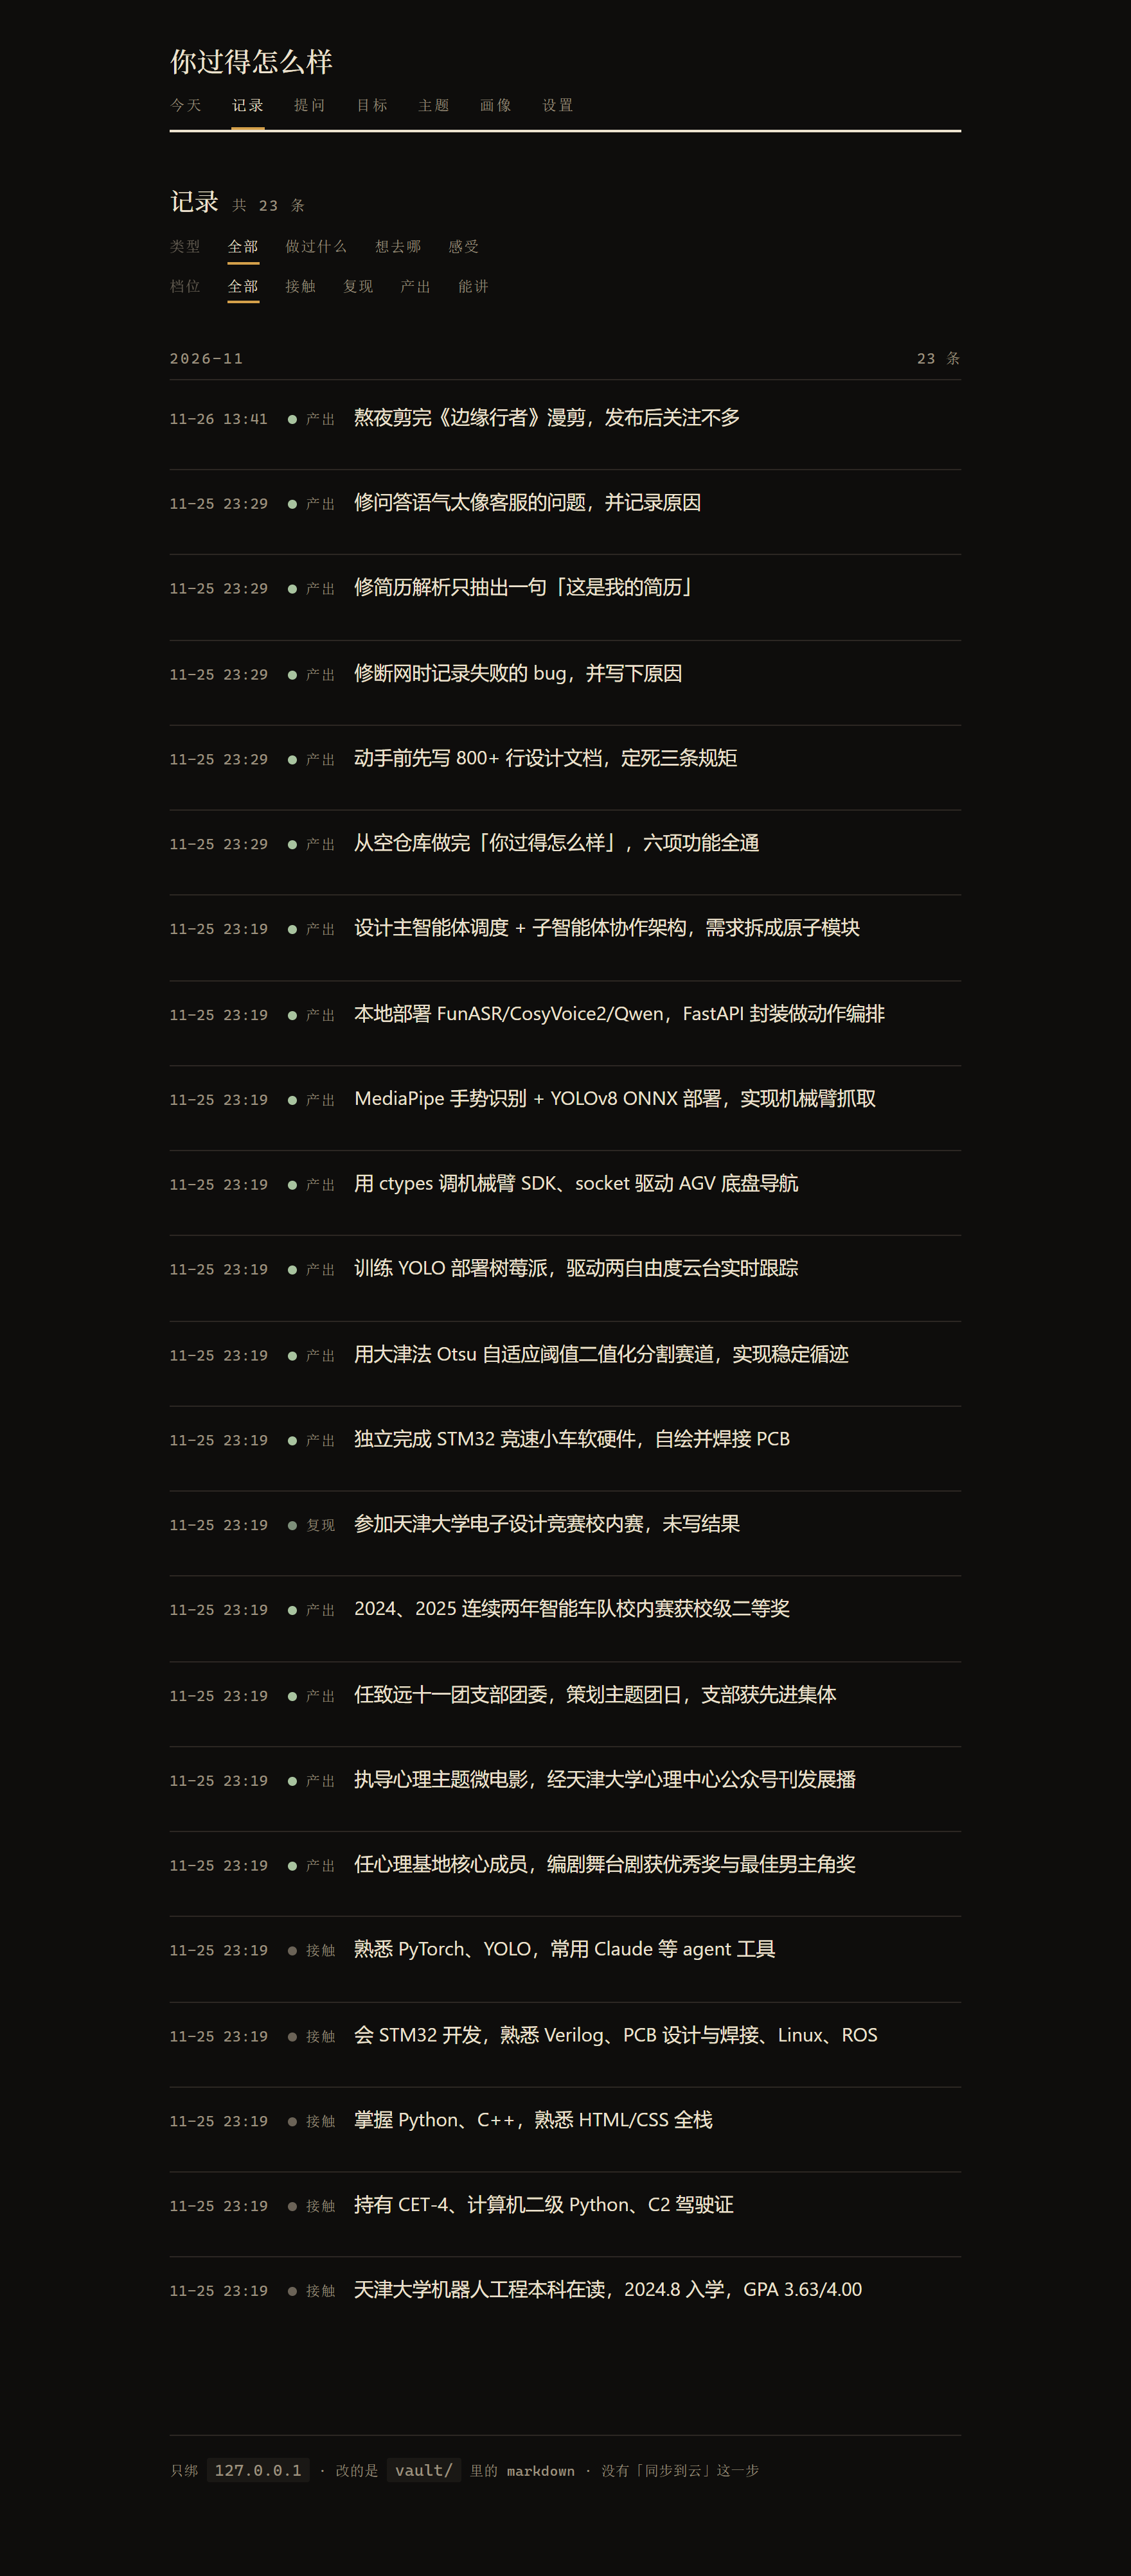 你过得怎么样
今天 记录 提问 目标 主题 画像 设置
记录 共 23 条
类型 全部 做过什么 想去哪 感受
档位 全部 接触 复现 产出 能讲
2026-11 23 条
11-26 13:41 产出 熬夜剪完《边缘行者》漫剪，发布后关注不多
11-25 23:29 产出 修问答语气太像客服的问题，并记录原因
11-25 23:29 产出 修简历解析只抽出一句「这是我的简历」
11-25 23:29 产出 修断网时记录失败的 bug，并写下原因
11-25 23:29 产出 动手前先写 800+ 行设计文档，定死三条规矩
11-25 23:29 产出 从空仓库做完「你过得怎么样」，六项功能全通
11-25 23:19 产出 设计主智能体调度 + 子智能体协作架构，需求拆成原子模块
11-25 23:19 产出 本地部署 FunASR/CosyVoice2/Qwen，FastAPI 封装做动作编排
11-25 23:19 产出 MediaPipe 手势识别 + YOLOv8 ONNX 部署，实现机械臂抓取
11-25 23:19 产出 用 ctypes 调机械臂 SDK、socket 驱动 AGV 底盘导航
11-25 23:19 产出 训练 YOLO 部署树莓派，驱动两自由度云台实时跟踪
11-25 23:19 产出 用大津法 Otsu 自适应阈值二值化分割赛道，实现稳定循迹
11-25 23:19 产出 独立完成 STM32 竞速小车软硬件，自绘并焊接 PCB
11-25 23:19 复现 参加天津大学电子设计竞赛校内赛，未写结果
11-25 23:19 产出 2024、2025 连续两年智能车队校内赛获校级二等奖
11-25 23:19 产出 任致远十一团支部团委，策划主题团日，支部获先进集体
11-25 23:19 产出 执导心理主题微电影，经天津大学心理中心公众号刊发展播
11-25 23:19 产出 任心理基地核心成员，编剧舞台剧获优秀奖与最佳男主角奖
11-25 23:19 接触 熟悉 PyTorch、YOLO，常用 Claude 等 agent 工具
11-25 23:19 接触 会 STM32 开发，熟悉 Verilog、PCB 设计与焊接、Linux、ROS
11-25 23:19 接触 掌握 Python、C++，熟悉 HTML/CSS 全栈
11-25 23:19 接触 持有 CET-4、计算机二级 Python、C2 驾驶证
11-25 23:19 接触 天津大学机器人工程本科在读，2024.8 入学，GPA 3.63/4.00
只绑 127.0.0.1 · 改的是 vault/ 里的 markdown · 没有「同步到云」这一步